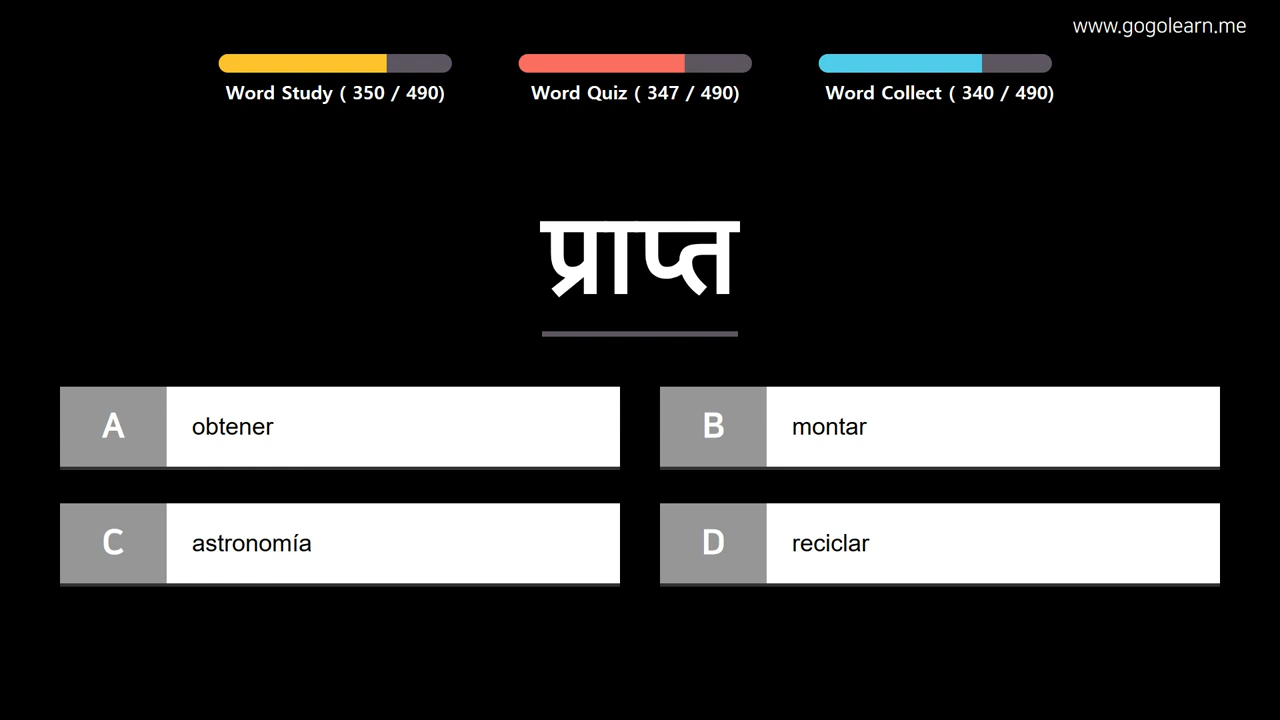 www.gogolearn.me
Word Study ( 350 / 490)
Word Quiz ( 347 / 490)
Word Collect ( 340 / 490)
प्राप्त
A obtener
B montar
C astronomía
D reciclar